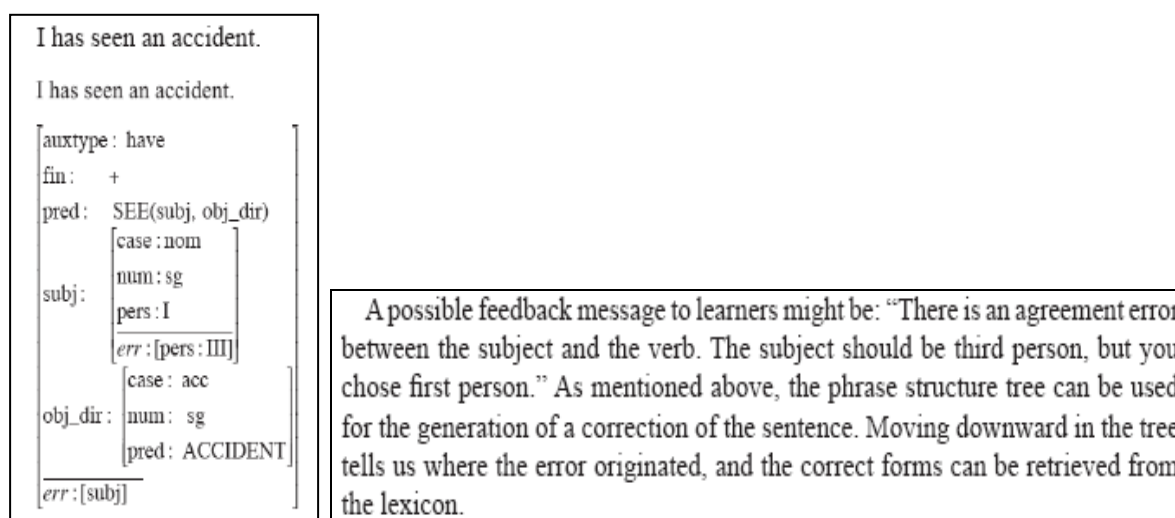 I has seen an accident.
I has seen an accident.
auxtype : have
fin : +
pred : SEE(subj, obj_dir)
case : nom
num : sg
subj :
pers : I
err : [pers : III]
case : acc
obj_dir : num : sg
pred : ACCIDENT
err : [subj]
A possible feedback message to learners might be: “There is an agreement error
between the subject and the verb. The subject should be third person, but you
chose first person.” As mentioned above, the phrase structure tree can be used
for the generation of a correction of the sentence. Moving downward in the tree
tells us where the error originated, and the correct forms can be retrieved from
the lexicon.